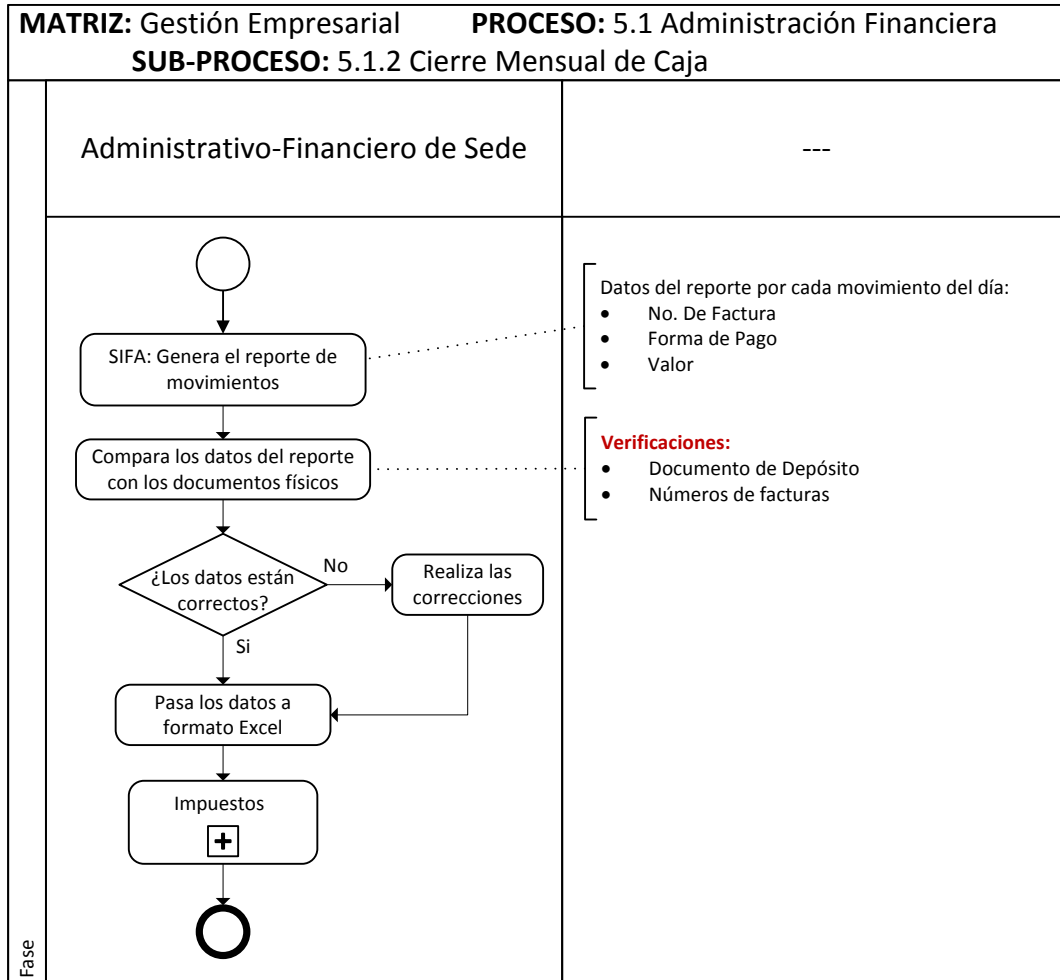 MATRIZ: Gestión Empresarial PROCESO: 5.1 Administración Financiera
SUB-PROCESO: 5.1.2 Cierre Mensual de Caja
Administrativo-Financiero de Sede
---
SIFA: Genera el reporte de
movimientos
Datos del reporte por cada movimiento del día:
• No. De Factura
• Forma de Pago
• Valor
Compara los datos del reporte
con los documentos físicos
Verificaciones:
• Documento de Depósito
• Números de facturas
¿Los datos están
correctos?
No
Realiza las
correcciones
Si
Pasa los datos a
formato Excel
Impuestos
Fase